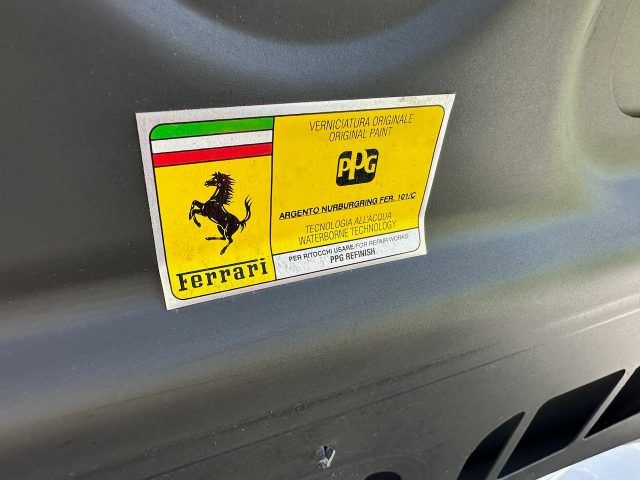 VERNICIATURA ORIGINALE
ORIGINAL PAINT
PPG
ARGENTO NURBURGRING FER. 101/C
TECNOLOGIA ALL'ACQUA
WATERBORNE TECHNOLOGY
PER RITOCCHI USARE/FOR REPAIR WORKS:
PPG REFINISH
Ferrari